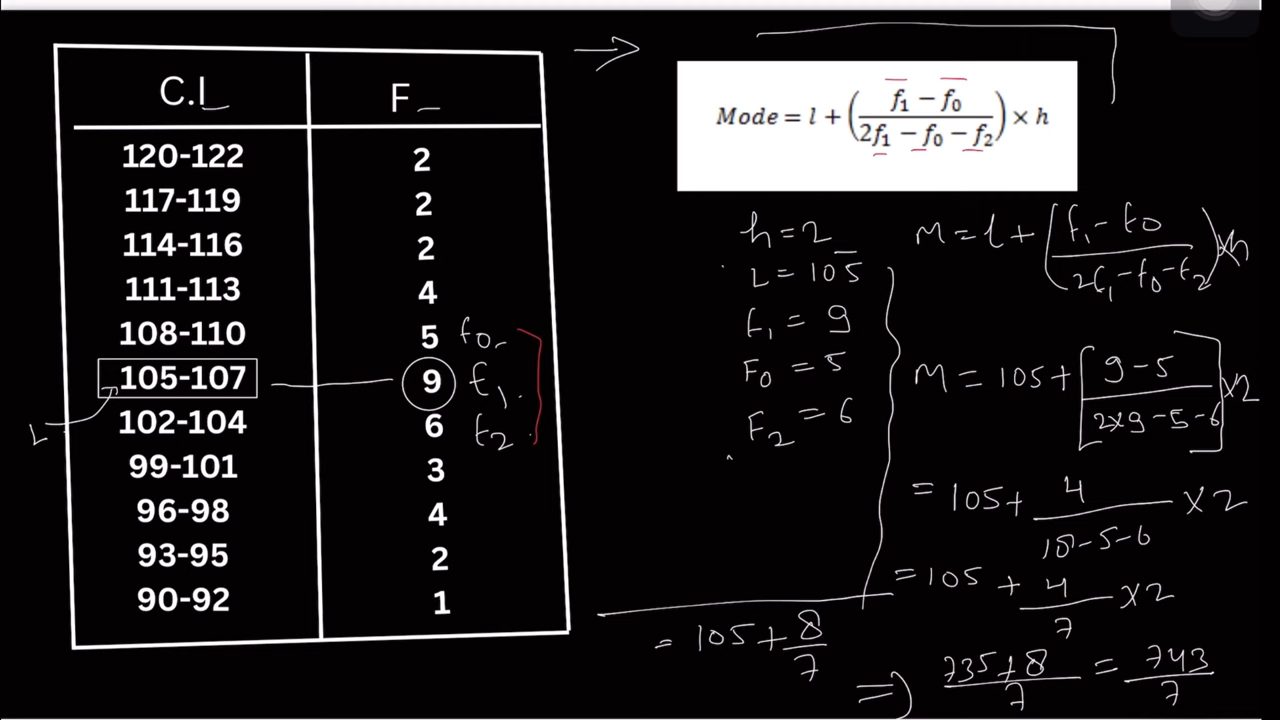 C.I F
120-122 2
117-119 2
114-116 2
111-113 4
108-110 5 f0
105-107 9 f1
102-104 6 f2
99-101 3
96-98 4
93-95 2
90-92 1
L
Mode = l + (f1 − f0 / 2f1 − f0 − f2) × h
h = 2
L = 105
F1 = 9
F0 = 5
F2 = 6
M = l + (f1 - f0 / 2f1 - f0 - f2) × h
M = 105 + [9 - 5 / 2×9 - 5 - 6] × 2
= 105 + 4 / 18 - 5 - 6 × 2
= 105 + 4/7 × 2
= 105 + 8/7
=> 735 + 8 / 7 = 743 / 7